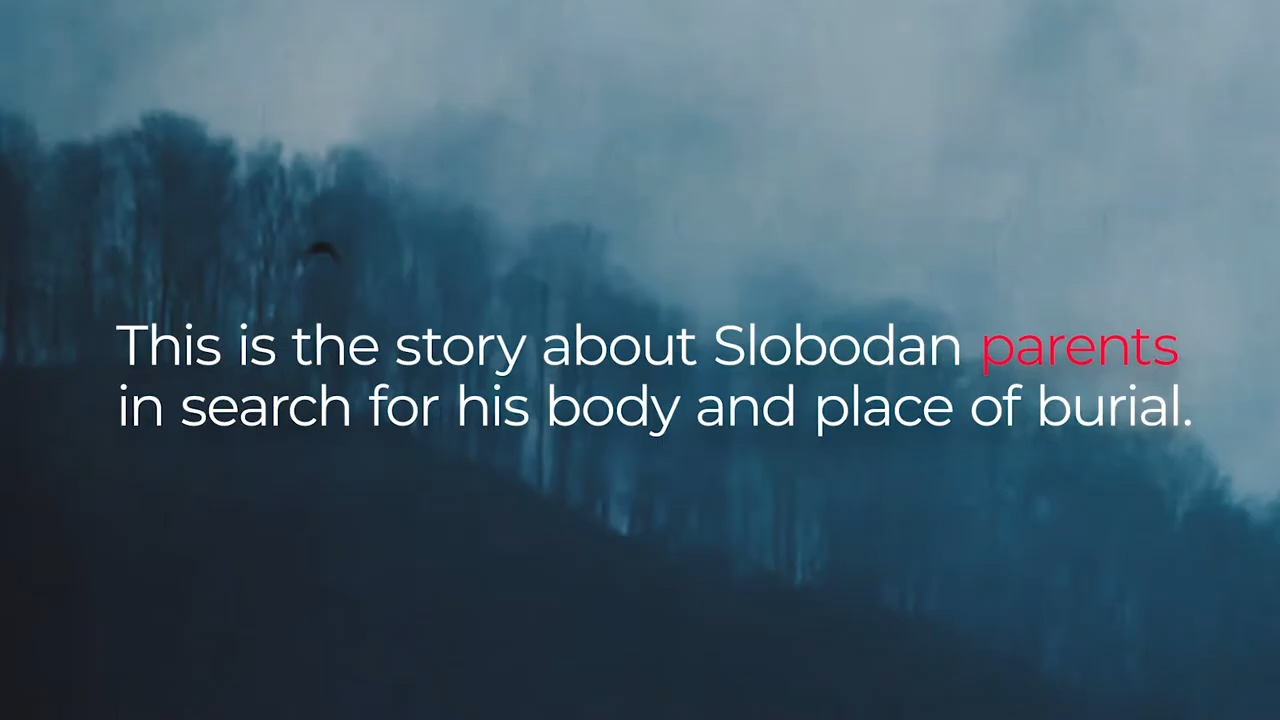 This is the story about Slobodan parents
in search for his body and place of burial.